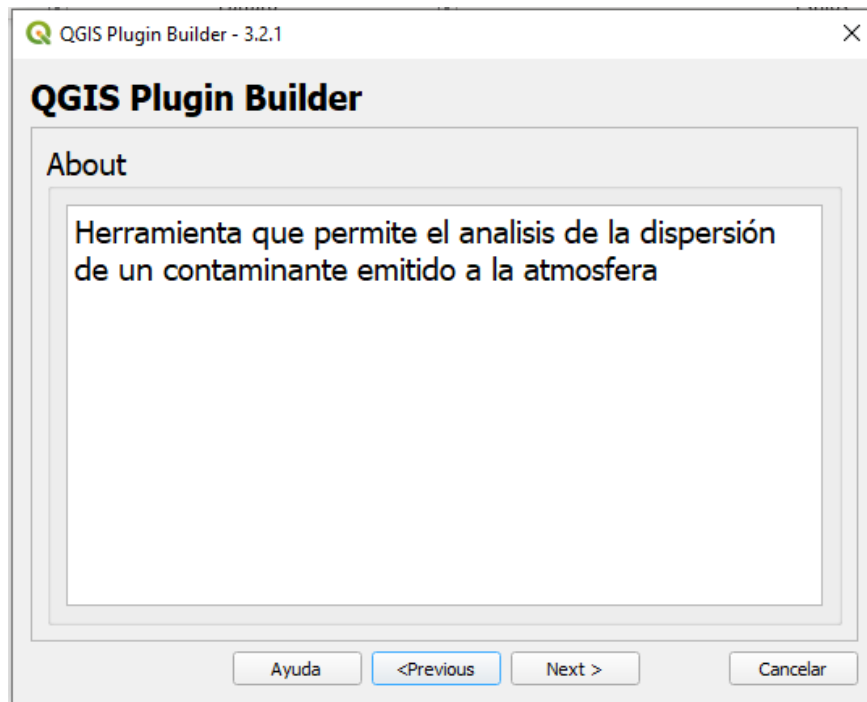 QGIS Plugin Builder - 3.2.1
QGIS Plugin Builder
About
Herramienta que permite el analisis de la dispersión
de un contaminante emitido a la atmosfera
Ayuda <Previous Next > Cancelar